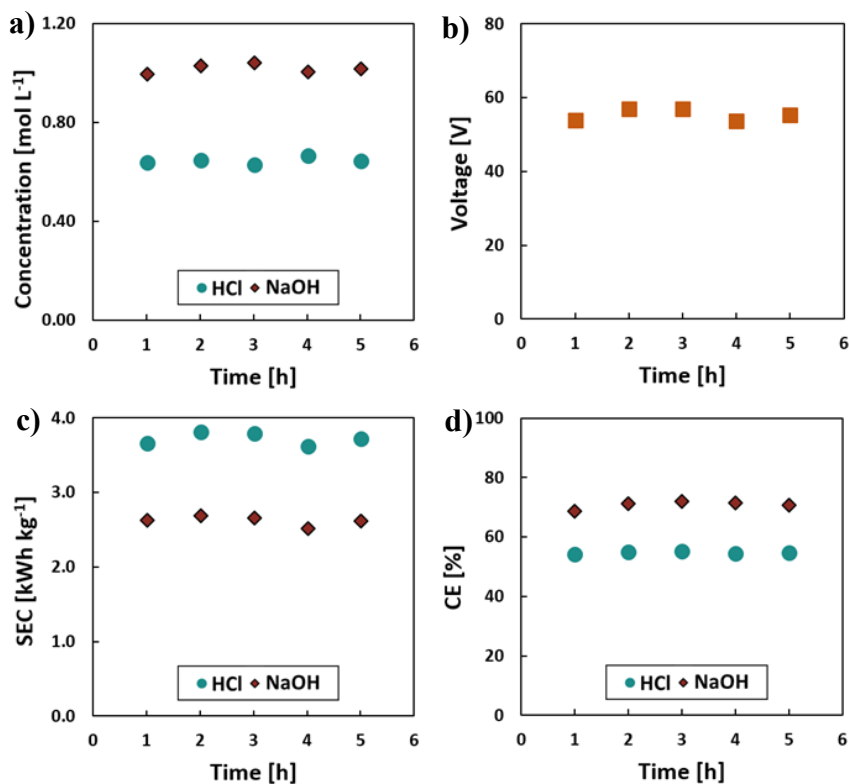 a)
Concentration [mol L⁻¹]
1.20
0.80
0.40
0.00
HCl NaOH
0 1 2 3 4 5 6
Time [h]
b)
Voltage [V]
80
60
40
20
0
0 1 2 3 4 5 6
Time [h]
c)
SEC [kWh kg⁻¹]
4.0
3.0
2.0
1.0
0.0
HCl NaOH
0 1 2 3 4 5 6
Time [h]
d)
CE [%]
100
80
60
40
20
0
HCl NaOH
0 1 2 3 4 5 6
Time [h]